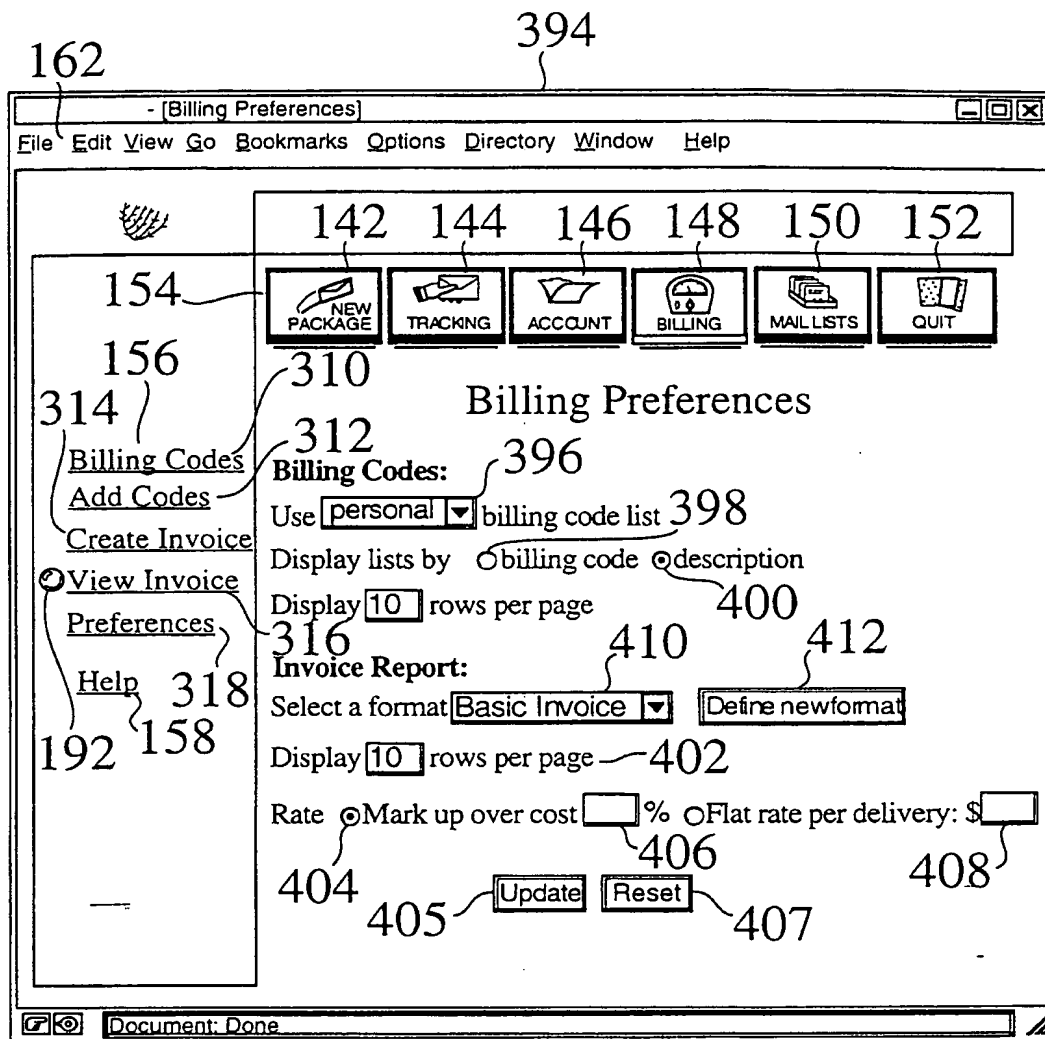 394
162
- [Billing Preferences]
File Edit View Go Bookmarks Options Directory Window Help
142 144 146 148 150 152
154
NEW PACKAGE
TRACKING
ACCOUNT
BILLING
MAIL LISTS
QUIT
156
310
314
312
Billing Codes
Add Codes
Create Invoice
View Invoice
Preferences
316
Help
318
192
158
Billing Preferences
Billing Codes:
396
Use personal billing code list 398
Display lists by billing code description
400
Display 10 rows per page
410
412
Invoice Report:
Select a format Basic Invoice Define newformat
Display 10 rows per page 402
Rate Mark up over cost % Flat rate per delivery: $
404
406
408
405
Update Reset
407
Document: Done